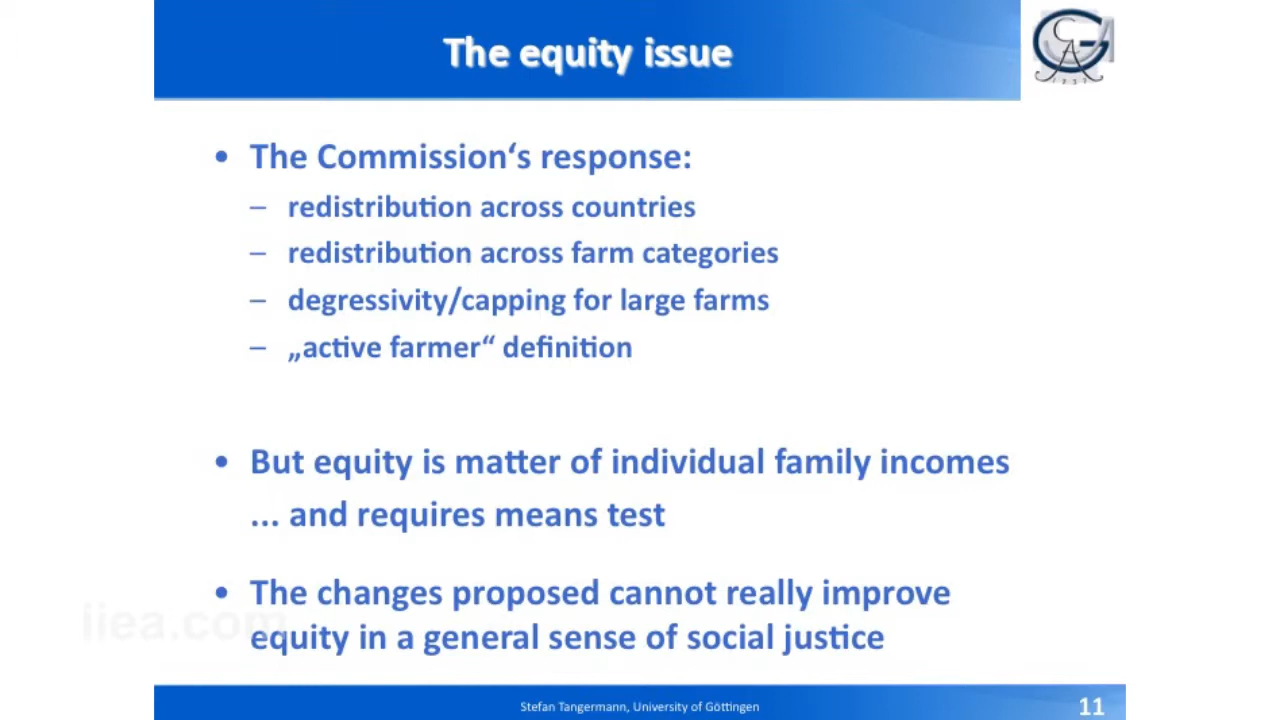 The equity issue
• The Commission‘s response:
– redistribution across countries
– redistribution across farm categories
– degressivity/capping for large farms
– „active farmer“ definition
• But equity is matter of individual family incomes
... and requires means test
• The changes proposed cannot really improve
equity in a general sense of social justice
liea.com
Stefan Tangermann, University of Göttingen
11